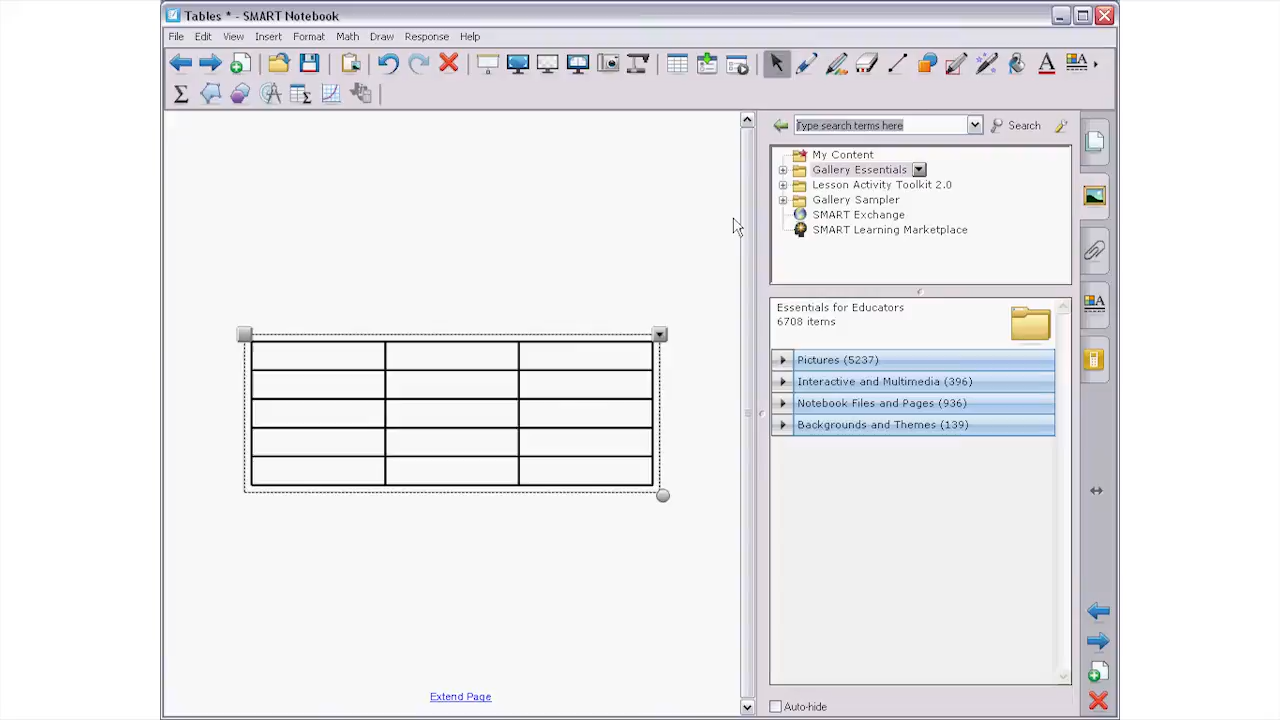 Tables * - SMART Notebook
File Edit View Insert Format Math Draw Response Help
Type search terms here
Search
My Content
Gallery Essentials
Lesson Activity Toolkit 2.0
Gallery Sampler
SMART Exchange
SMART Learning Marketplace
Essentials for Educators
6708 items
Pictures (5237)
Interactive and Multimedia (396)
Notebook Files and Pages (936)
Backgrounds and Themes (139)
Extend Page
Auto-hide